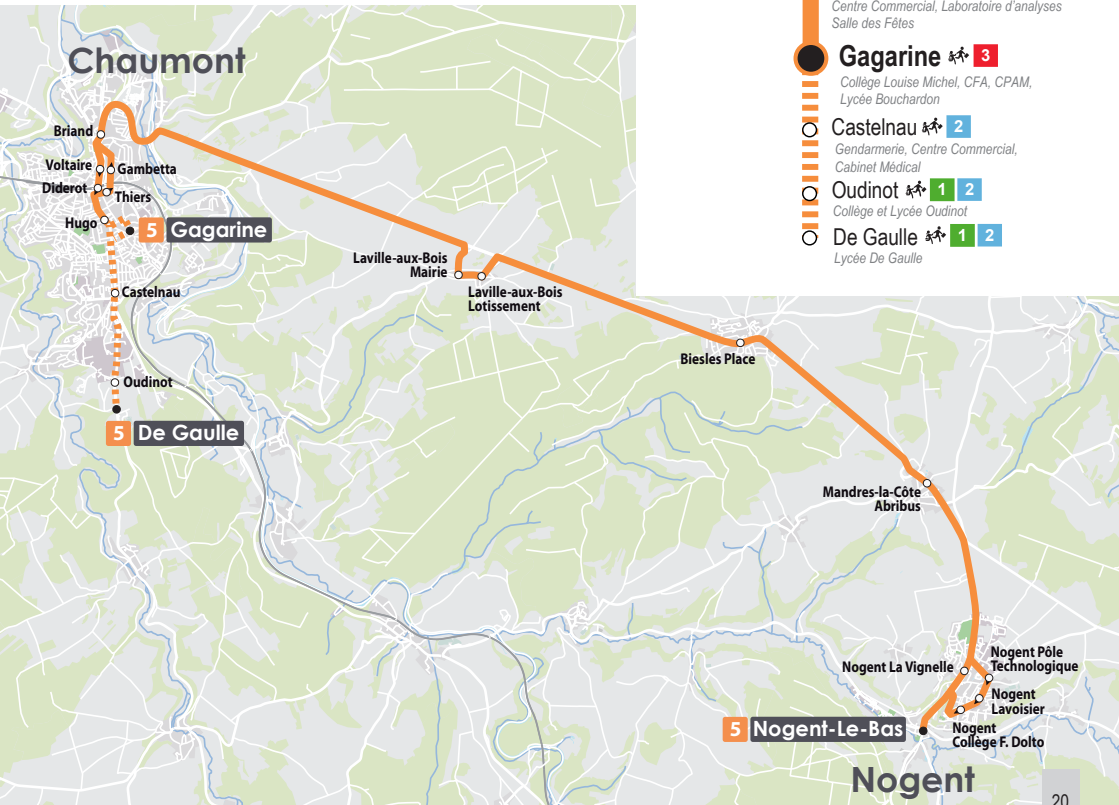 Centre Commercial, Laboratoire d'analyses
Salle des Fêtes
Gagarine 3
Collège Louise Michel, CFA, CPAM,
Lycée Bouchardon
Castelnau 2
Gendarmerie, Centre Commercial,
Cabinet Médical
Oudinot 1 2
Collège et Lycée Oudinot
De Gaulle 1 2
Lycée De Gaulle
Chaumont
Briand
Voltaire
Gambetta
Diderot
Thiers
Hugo
5 Gagarine
Laville-aux-Bois
Mairie
Laville-aux-Bois
Lotissement
Castelnau
Biesles Place
Oudinot
5 De Gaulle
Mandres-la-Côte
Abribus
Nogent La Vignelle
Nogent Pôle
Technologique
Nogent
Lavoisier
5 Nogent-Le-Bas
Nogent
Collège F. Dolto
Nogent
20